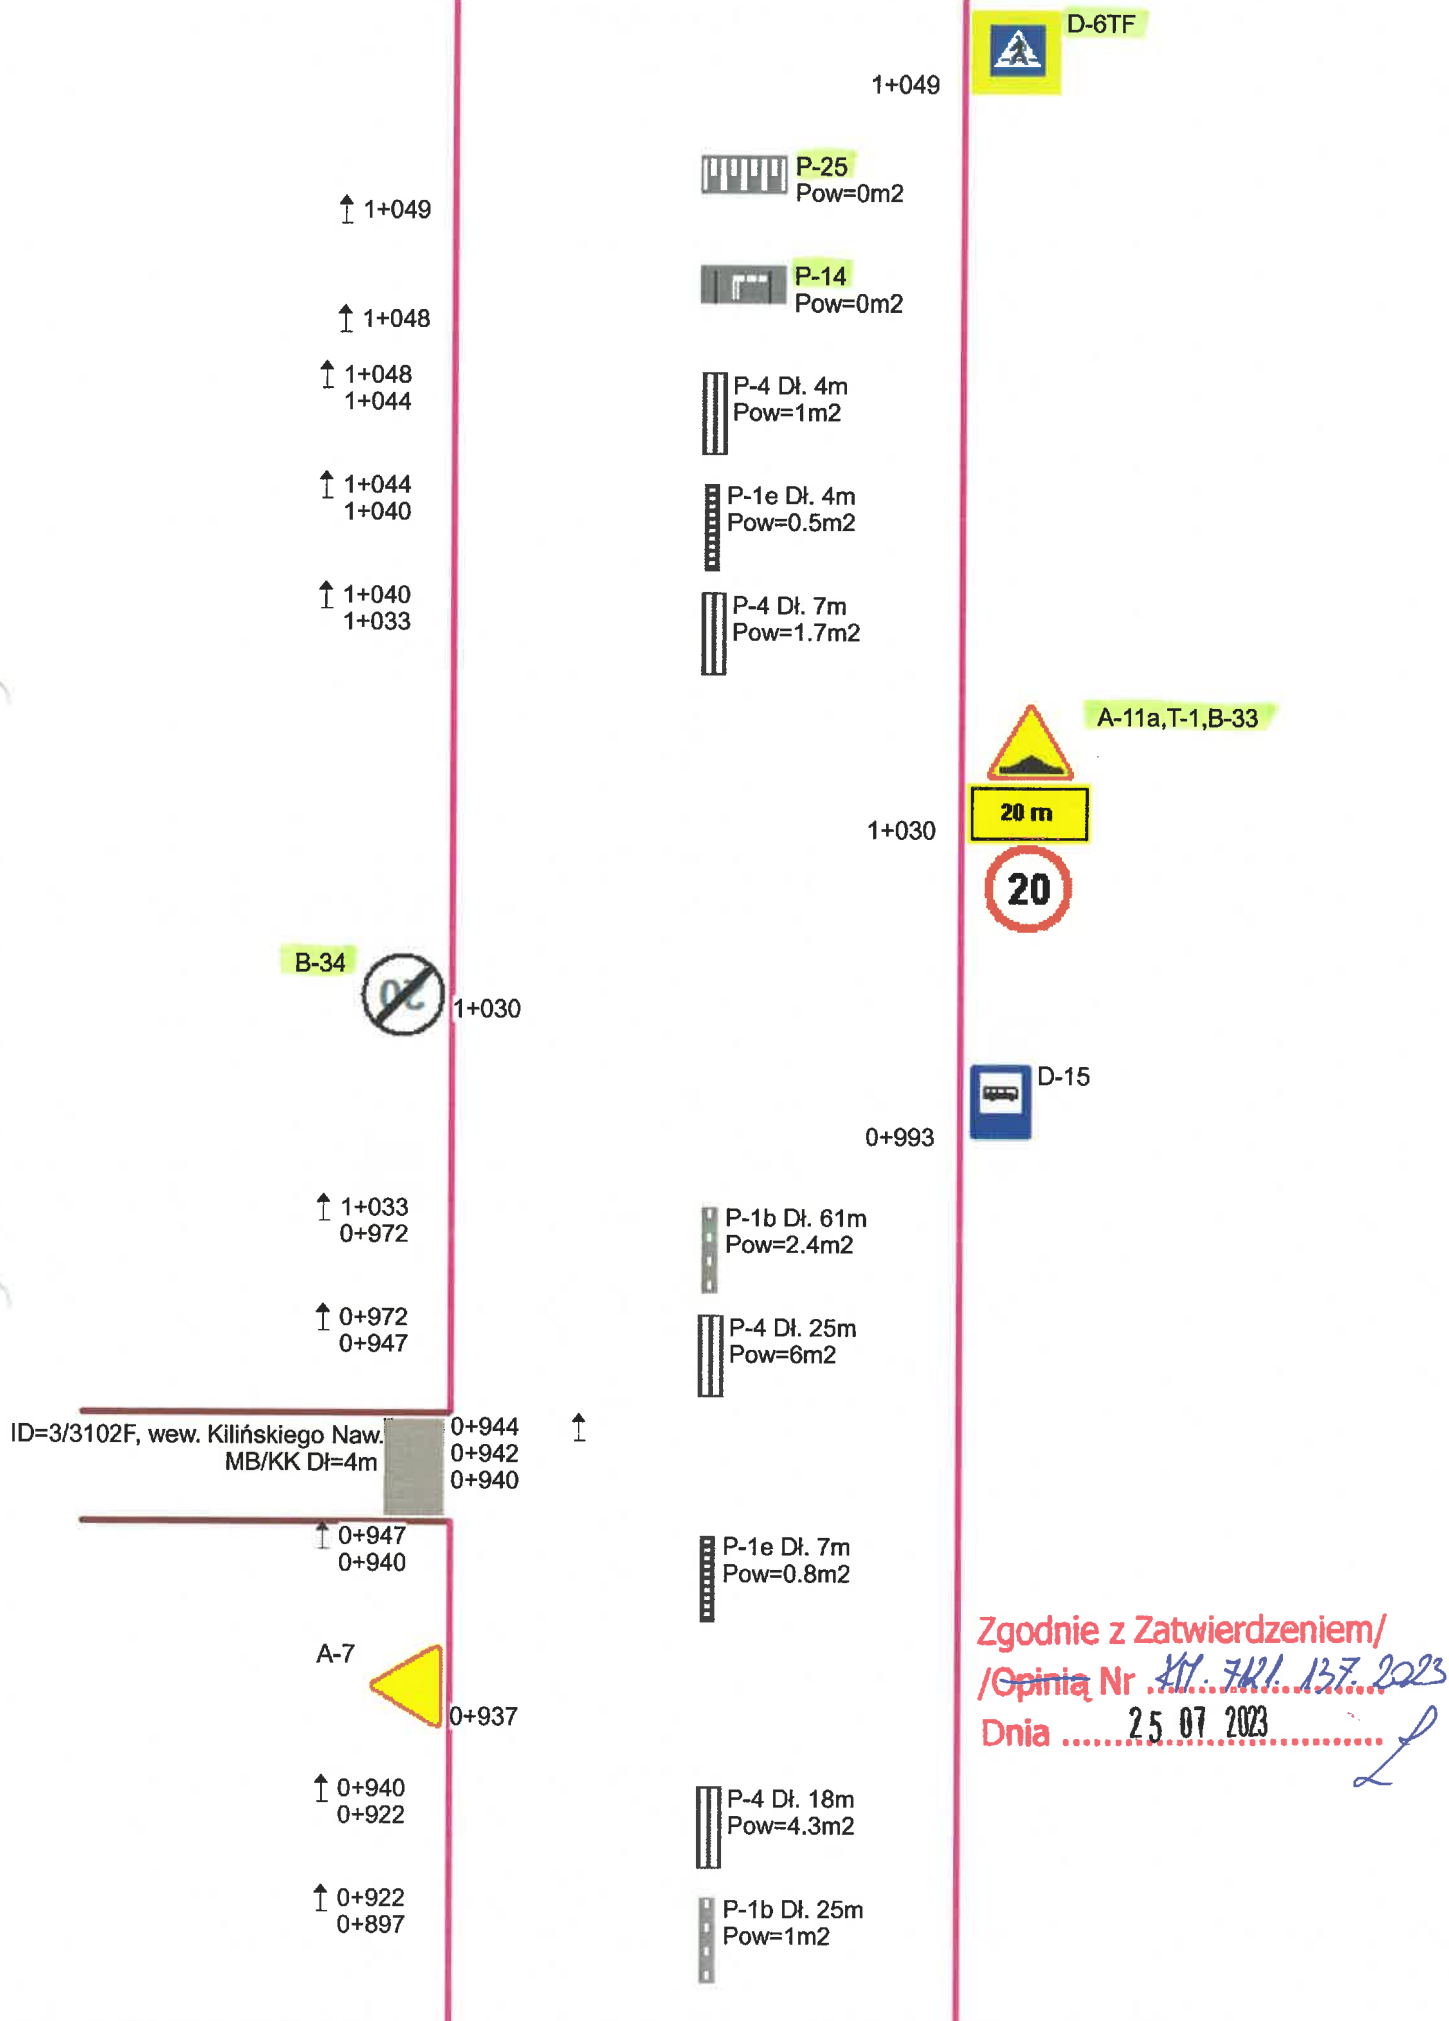 D-6TF
1+049
P-25
Pow=0m2
1+049
P-14
Pow=0m2
1+048
1+048
1+044
P-4 Dł. 4m
Pow=1m2
1+044
1+040
P-1e Dł. 4m
Pow=0.5m2
1+040
1+033
P-4 Dł. 7m
Pow=1.7m2
A-11a,T-1,B-33
20 m
1+030
20
B-34
20
1+030
D-15
0+993
1+033
0+972
P-1b Dł. 61m
Pow=2.4m2
0+972
0+947
P-4 Dł. 25m
Pow=6m2
ID=3/3102F, wew. Kilińskiego Naw.
MB/KK Dł=4m
0+944
0+942
0+940
0+947
0+940
P-1e Dł. 7m
Pow=0.8m2
A-7
0+937
Zgodnie z Zatwierdzeniem/
/Opinią Nr 7121.137.2023
Dnia 25 07 2023
0+940
0+922
P-4 Dł. 18m
Pow=4.3m2
0+922
0+897
P-1b Dł. 25m
Pow=1m2